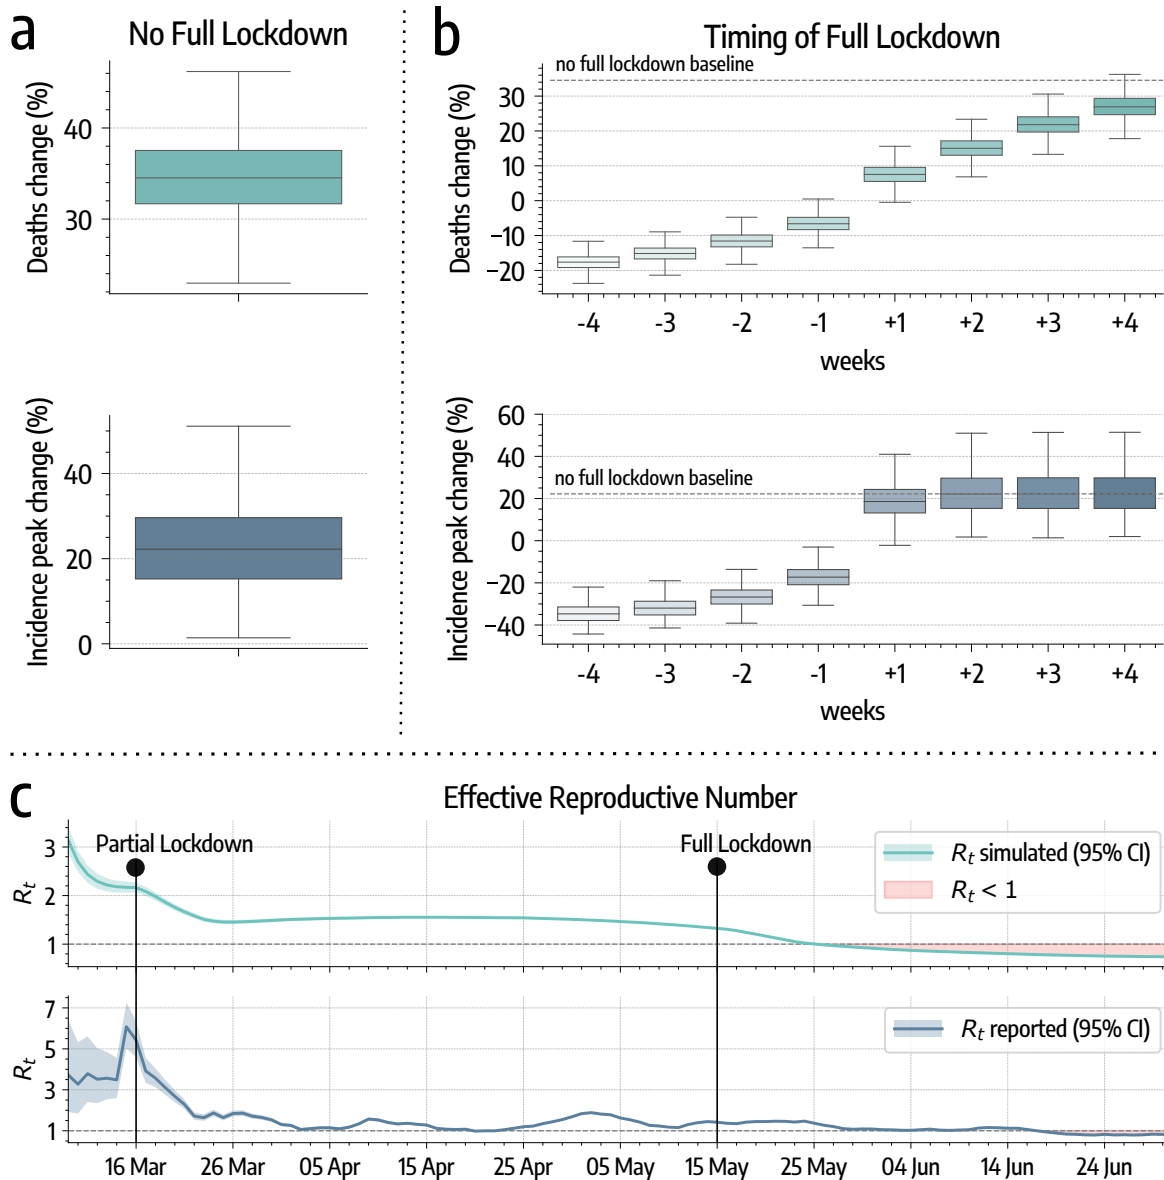 a
No Full Lockdown
Deaths change (%)
40
30
Incidence peak change (%)
40
20
0
b
Timing of Full Lockdown
no full lockdown baseline
Deaths change (%)
30
20
10
0
−10
−20
-4 -3 -2 -1 +1 +2 +3 +4
weeks
Incidence peak change (%)
60
40
no full lockdown baseline
20
0
−20
−40
-4 -3 -2 -1 +1 +2 +3 +4
weeks
c
Effective Reproductive Number
Partial Lockdown
Full Lockdown
Rt simulated (95% CI)
Rt < 1
Rt
3
2
1
Rt reported (95% CI)
Rt
7
5
3
1
16 Mar 26 Mar 05 Apr 15 Apr 25 Apr 05 May 15 May 25 May 04 Jun 14 Jun 24 Jun